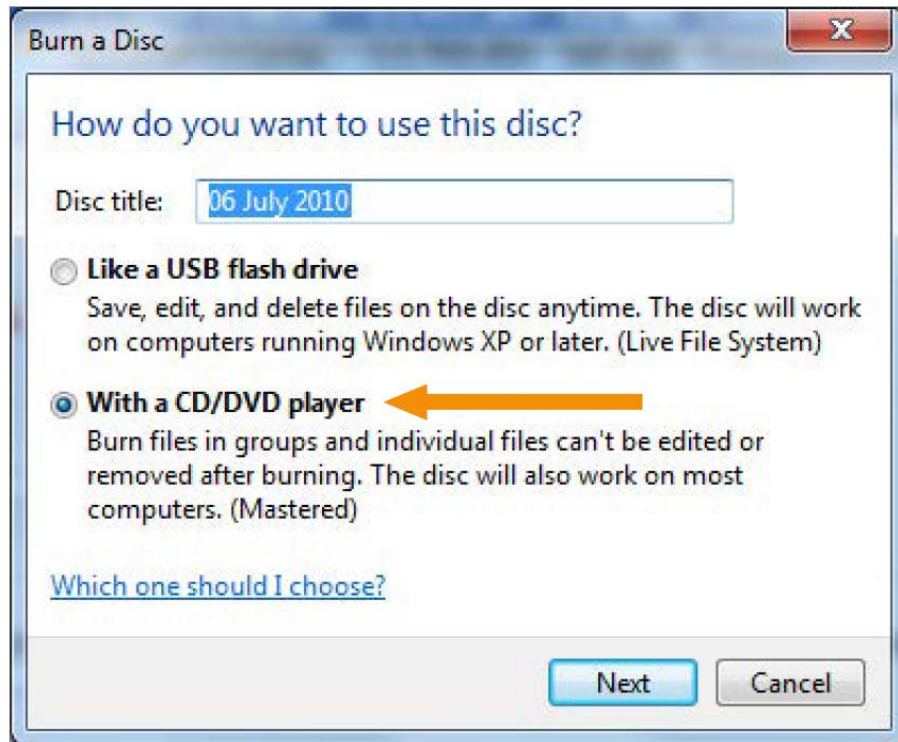 Burn a Disc
How do you want to use this disc?
Disc title: 06 July 2010
Like a USB flash drive
Save, edit, and delete files on the disc anytime. The disc will work
on computers running Windows XP or later. (Live File System)
With a CD/DVD player
Burn files in groups and individual files can't be edited or
removed after burning. The disc will also work on most
computers. (Mastered)
Which one should I choose?
Next Cancel